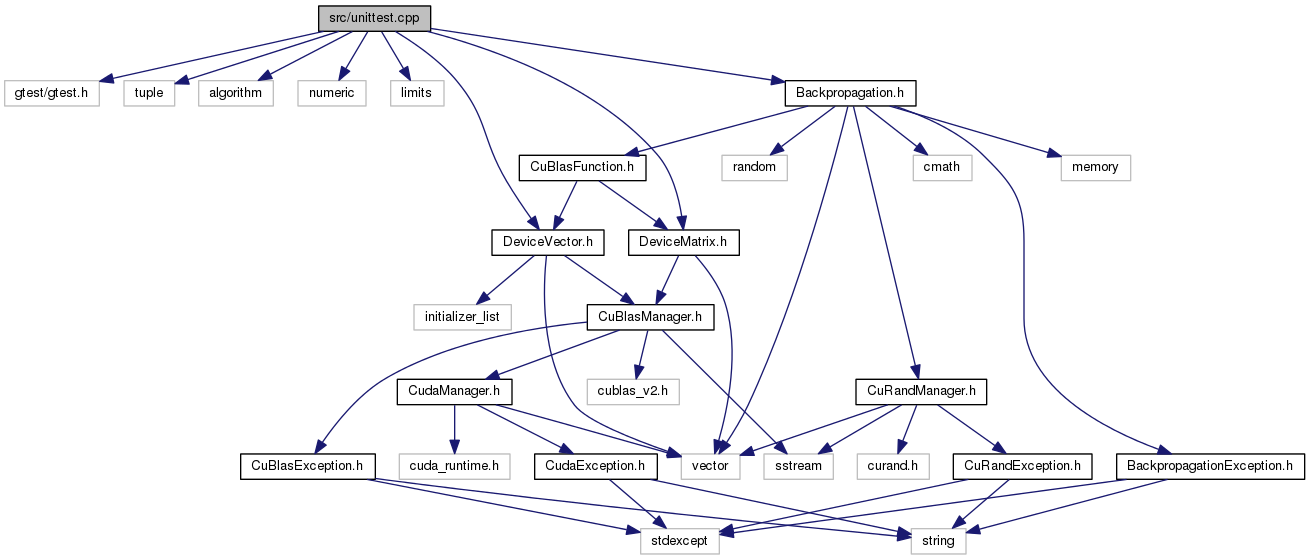 src/unittest.cpp
gtest/gtest.h
tuple
algorithm
numeric
limits
Backpropagation.h
CuBlasFunction.h
random
cmath
memory
DeviceVector.h
DeviceMatrix.h
initializer_list
CuBlasManager.h
CudaManager.h
cublas_v2.h
CuRandManager.h
CuBlasException.h
cuda_runtime.h
CudaException.h
vector
sstream
curand.h
CuRandException.h
BackpropagationException.h
stdexcept
string